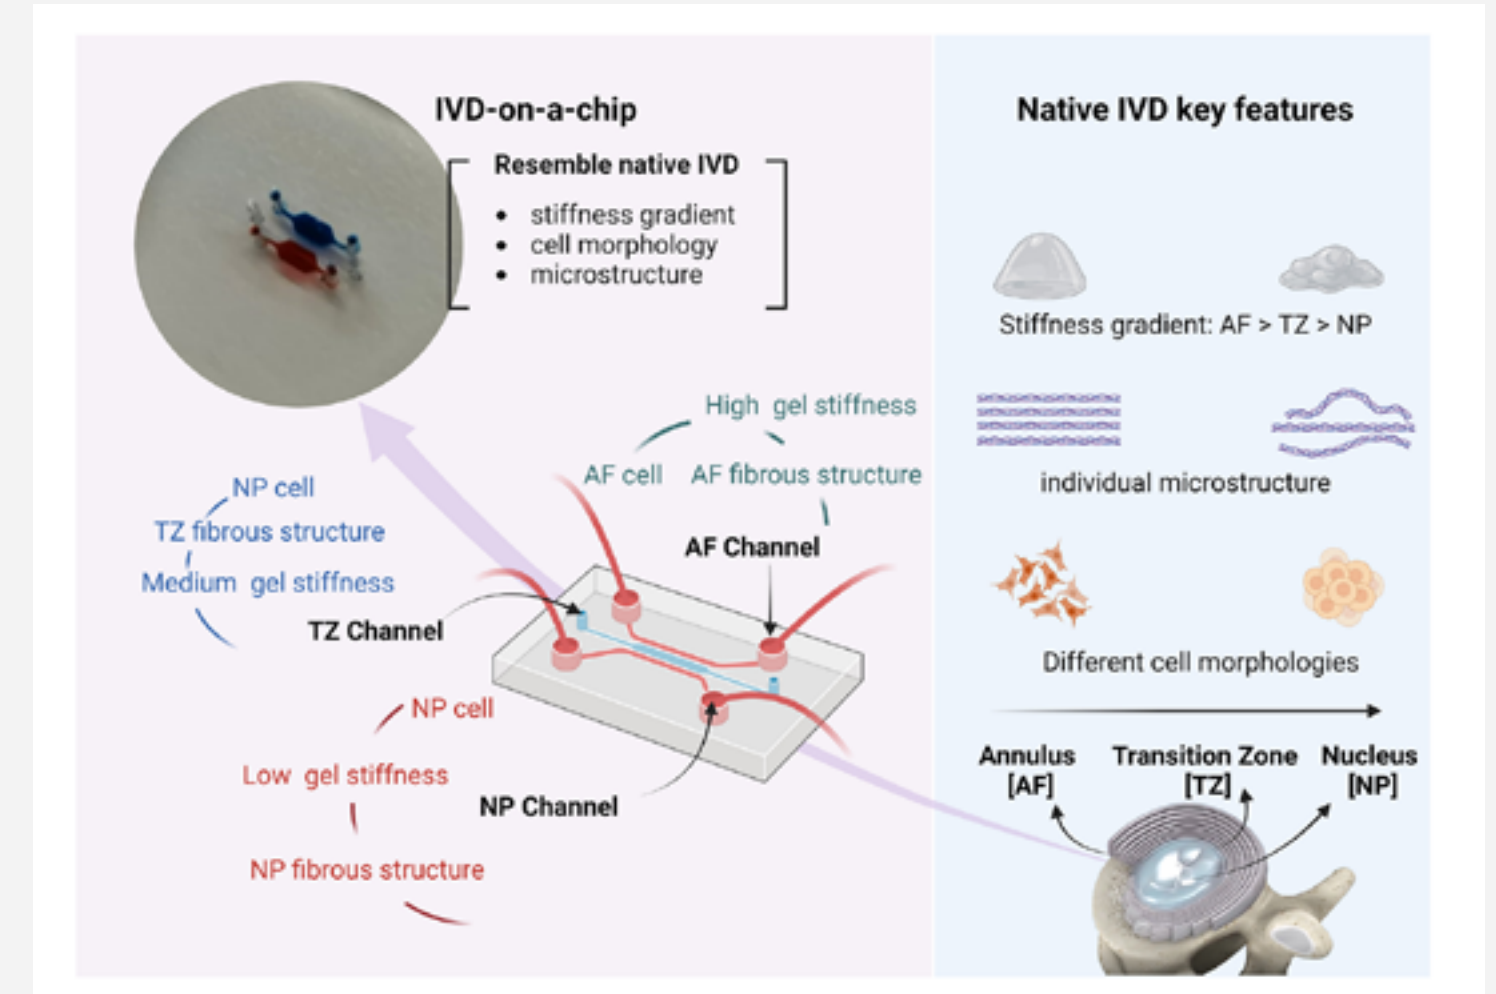 IVD-on-a-chip
Resemble native IVD
• stiffness gradient
• cell morphology
• microstructure
High gel stiffness
AF cell
AF fibrous structure
AF Channel
NP cell
TZ fibrous structure
Medium gel stiffness
TZ Channel
NP cell
Low gel stiffness
NP Channel
NP fibrous structure
Native IVD key features
Stiffness gradient: AF > TZ > NP
individual microstructure
Different cell morphologies
Annulus
[AF]
Transition Zone
[TZ]
Nucleus
[NP]